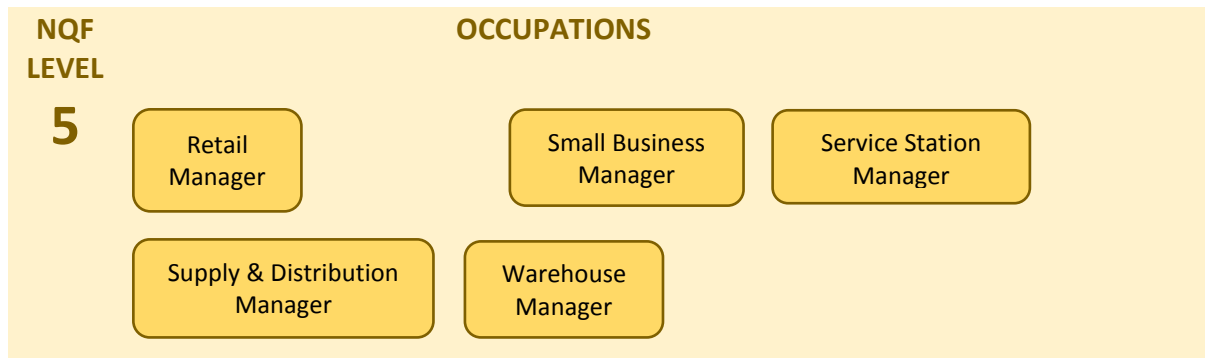 NQF
LEVEL
OCCUPATIONS
5
Retail
Manager
Small Business
Manager
Service Station
Manager
Supply & Distribution
Manager
Warehouse
Manager